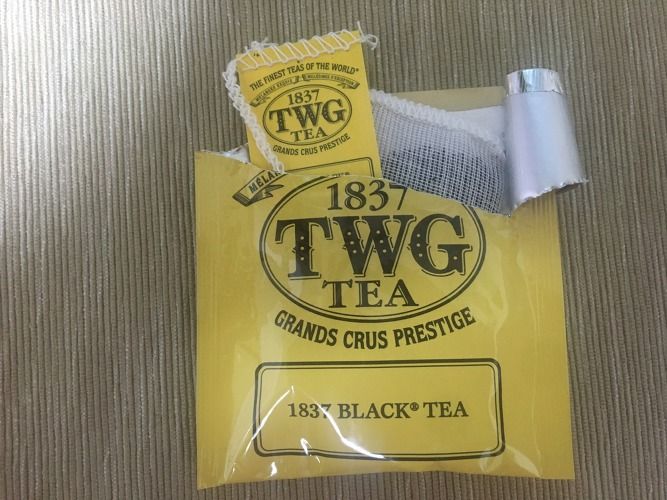 THE FINEST TEAS OF THE WORLD®
1837
TWG
TEA
GRANDS CRUS PRESTIGE
1837
TWG
TEA
GRANDS CRUS PRESTIGE
1837 BLACK® TEA